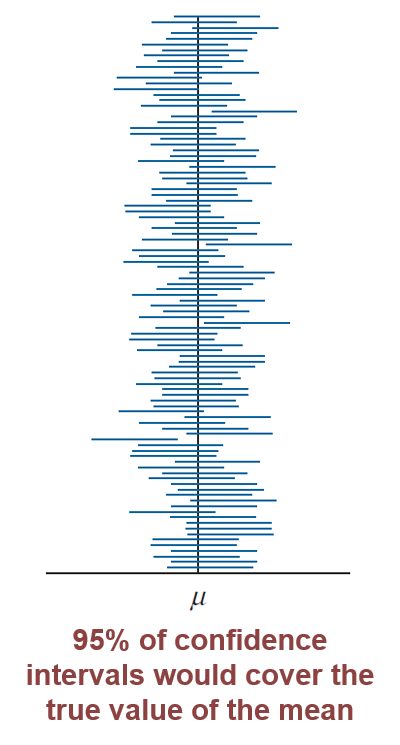 μ
95% of confidence
intervals would cover the
true value of the mean